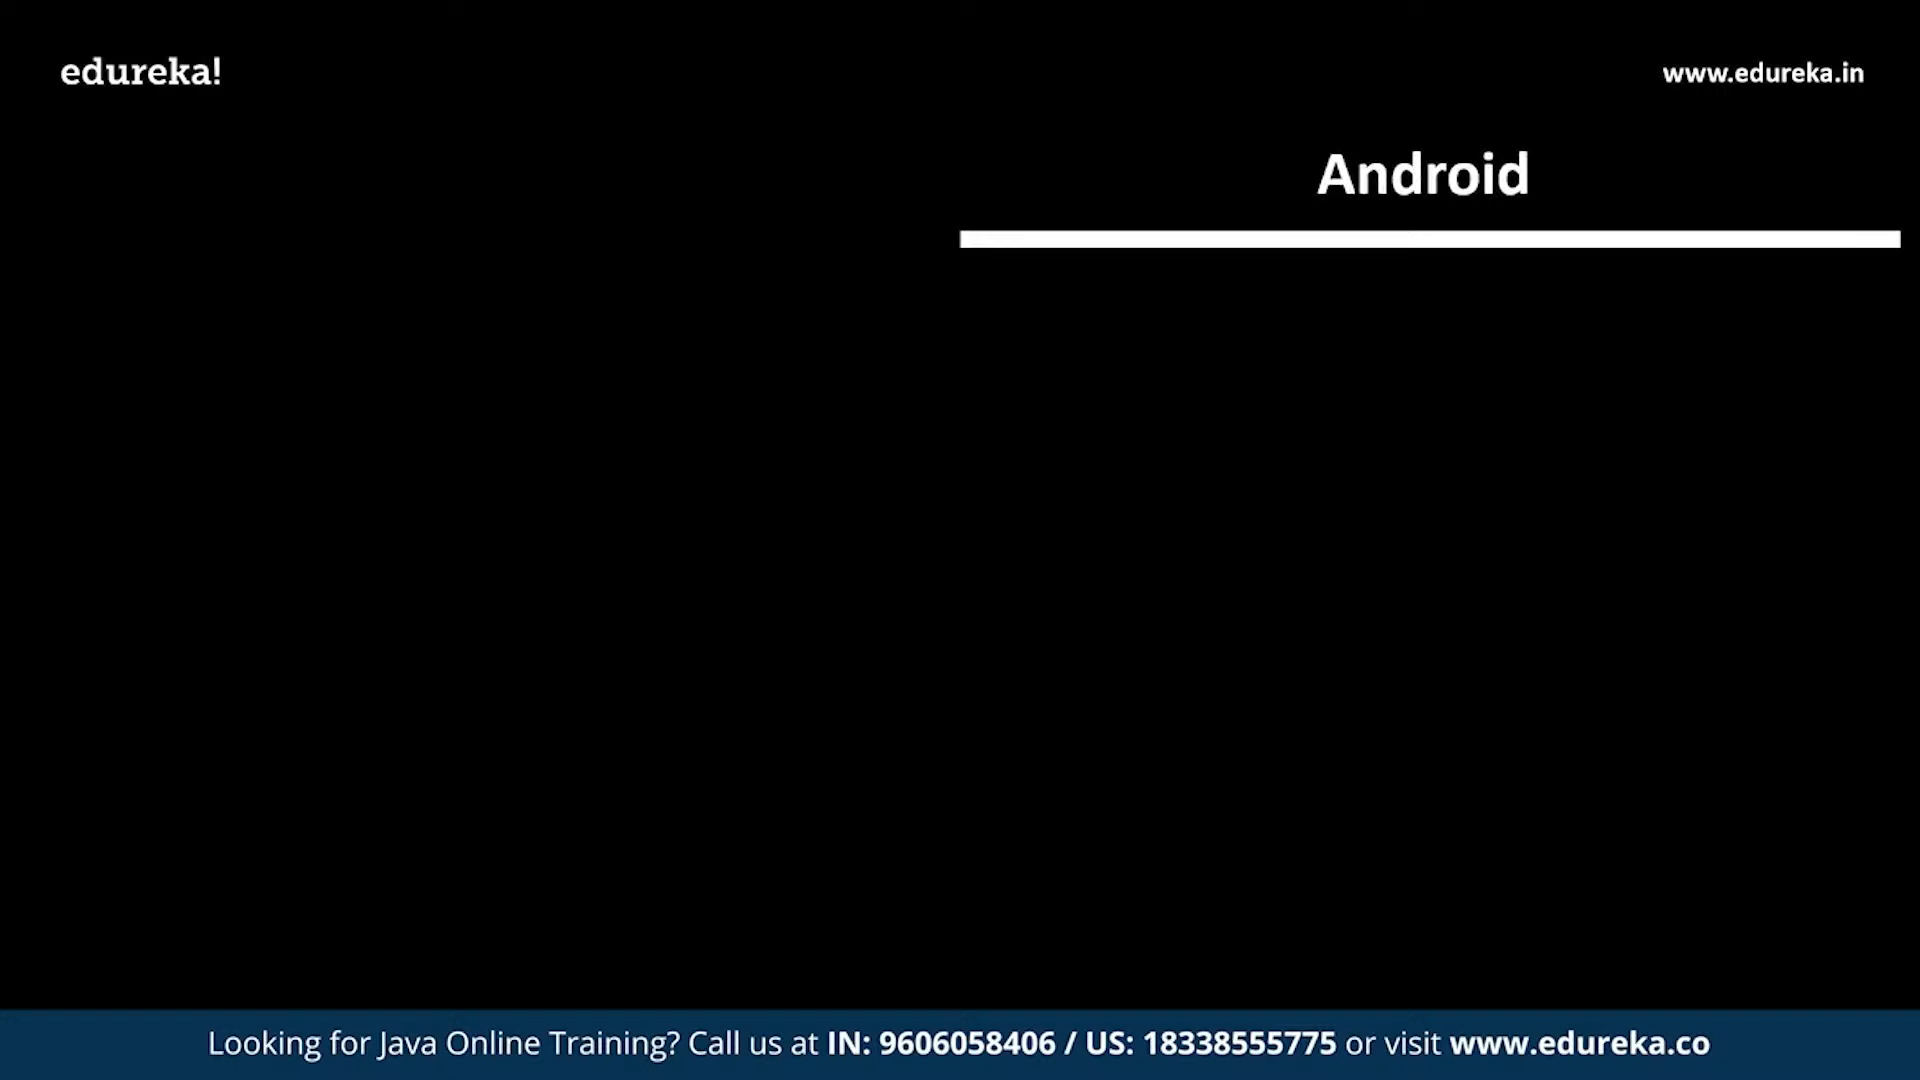 edureka!
www.edureka.in
Android
Looking for Java Online Training? Call us at IN: 9606058406 / US: 18338555775 or visit www.edureka.co